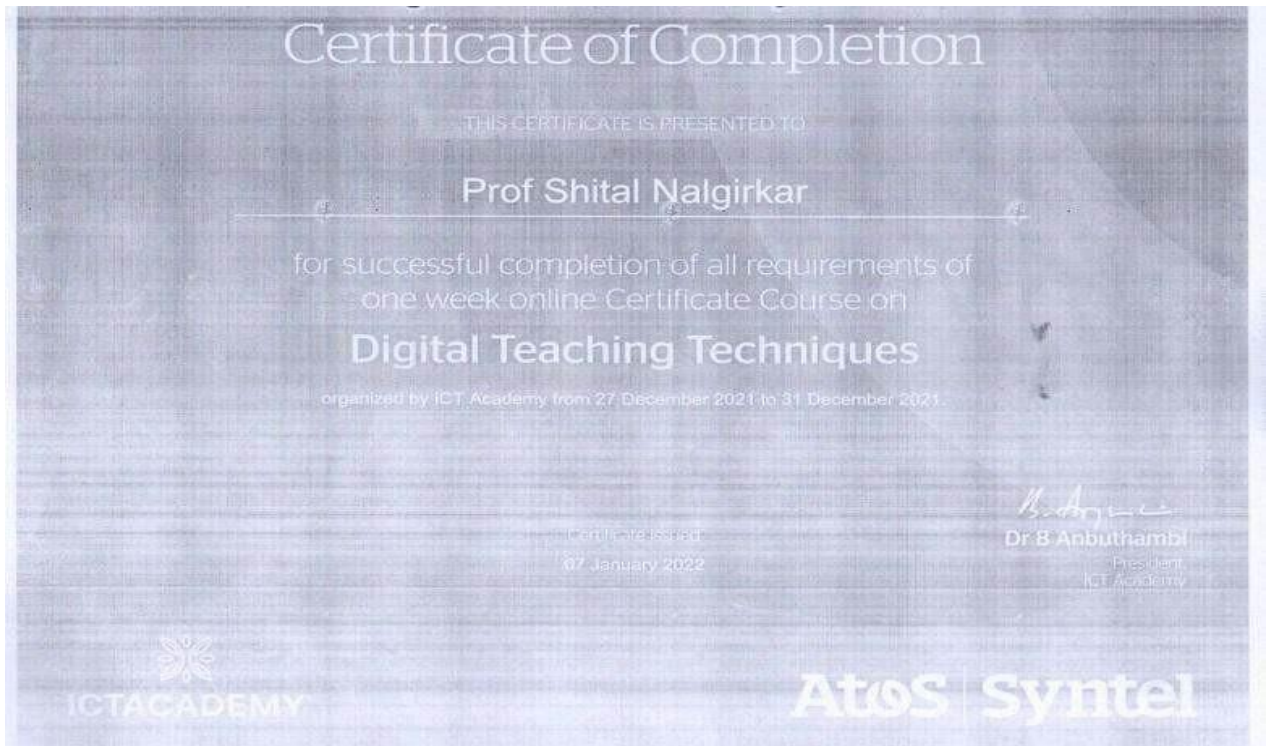 Certificate of Completion
THIS CERTIFICATE IS PRESENTED TO
Prof Shital Nalgirkar
for successful completion of all requirements of
one week online Certificate Course on
Digital Teaching Techniques
organized by ICT Academy from 27 December 2021 to 31 December 2021.
Certificate Issued
07 January 2022
Dr B Anbuthambi
President
ICT Academy
ICTACADEMY
Atos | Syntel